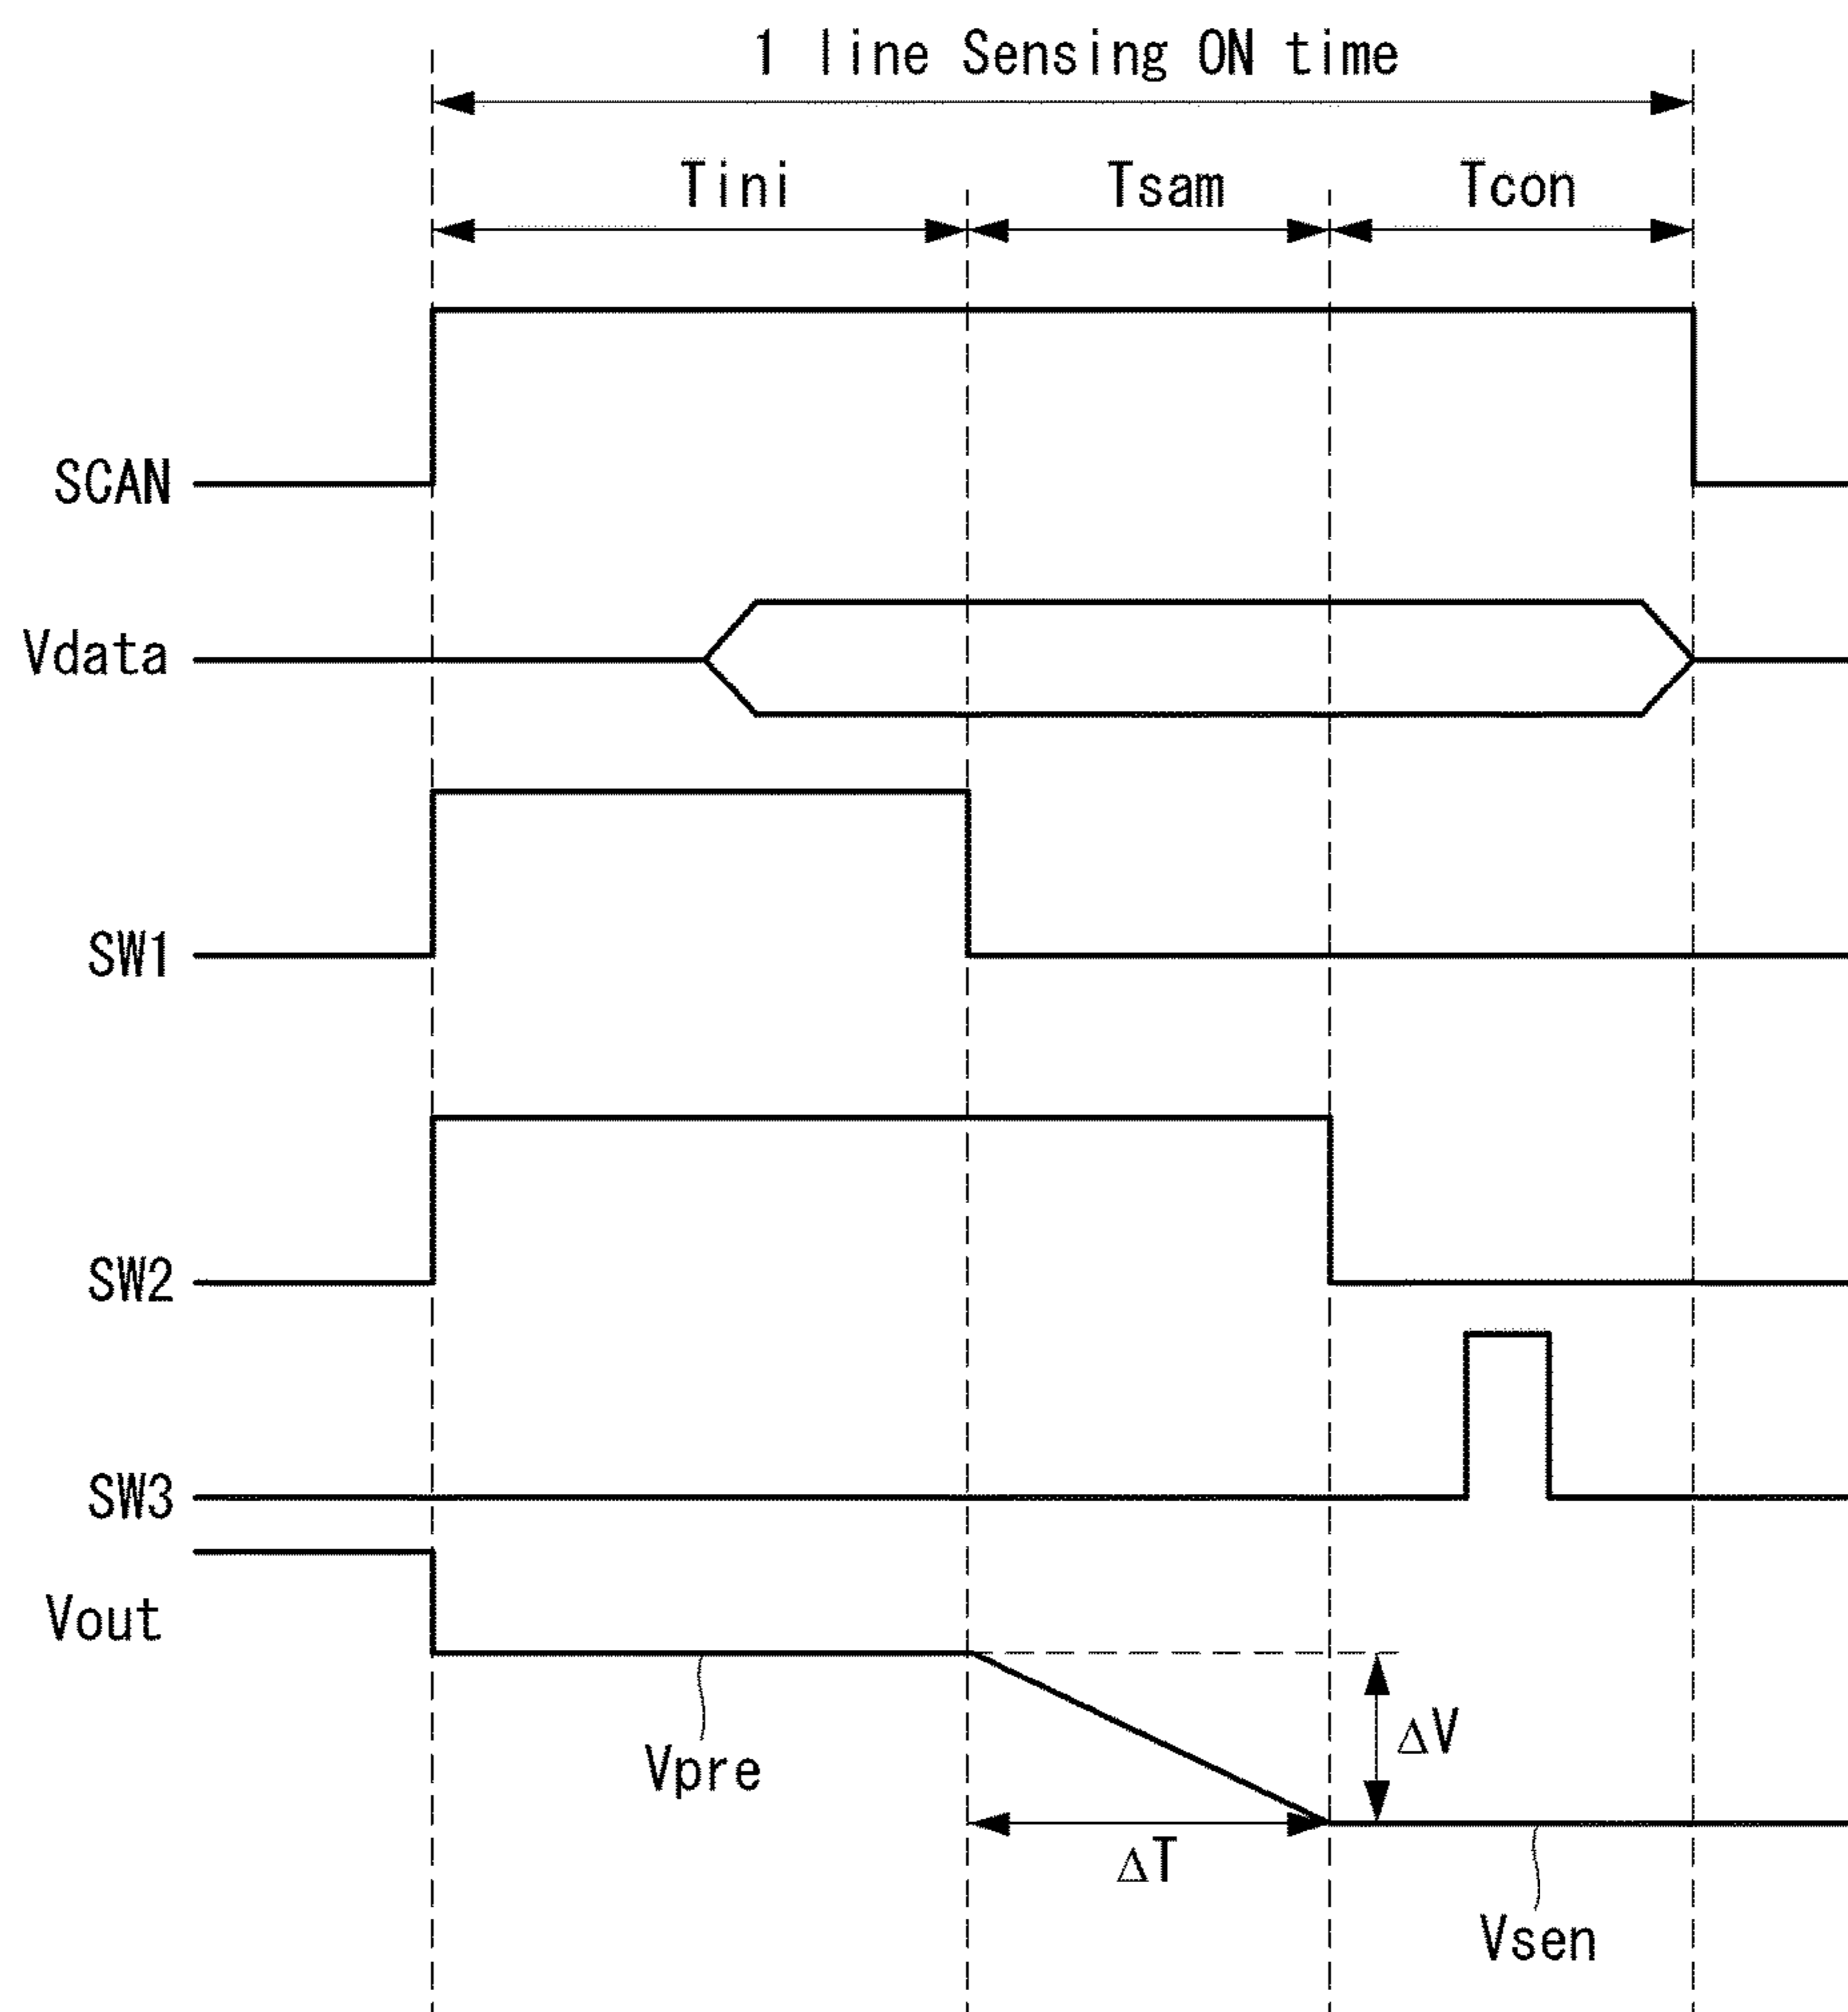 1 line Sensing ON time
Tini Tsam Tcon
SCAN
Vdata
SW1
SW2
SW3
Vout
ΔV
Vpre
ΔT
Vsen